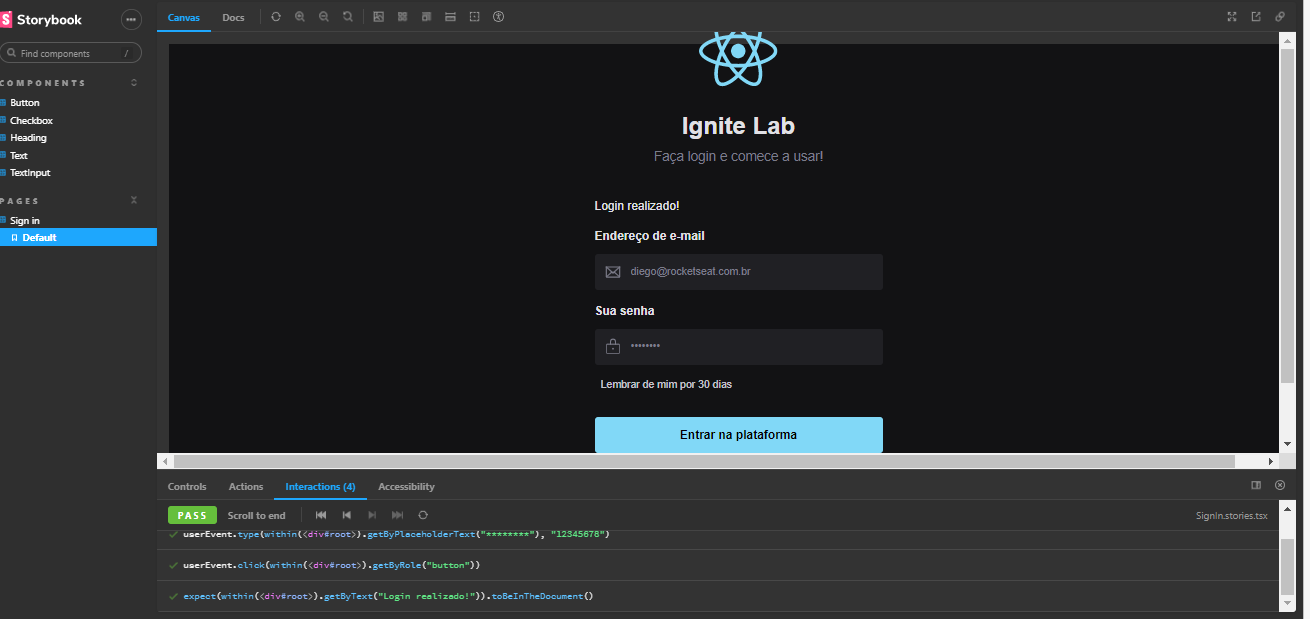 Storybook
Canvas Docs
Find components /
COMPONENTS
Button
Checkbox
Heading
Text
TextInput
PAGES
Sign in
Default
Ignite Lab
Faça login e comece a usar!
Login realizado!
Endereço de e-mail
diego@rocketseat.com.br
Sua senha
********
Lembrar de mim por 30 dias
Entrar na plataforma
Controls Actions Interactions (4) Accessibility
PASS Scroll to end SignIn.stories.tsx
userEvent.type(within(<div#root>).getByPlaceholderText("********"), "12345678")
userEvent.click(within(<div#root>).getByRole("button"))
expect(within(<div#root>).getByText("Login realizado!")).toBeInTheDocument()